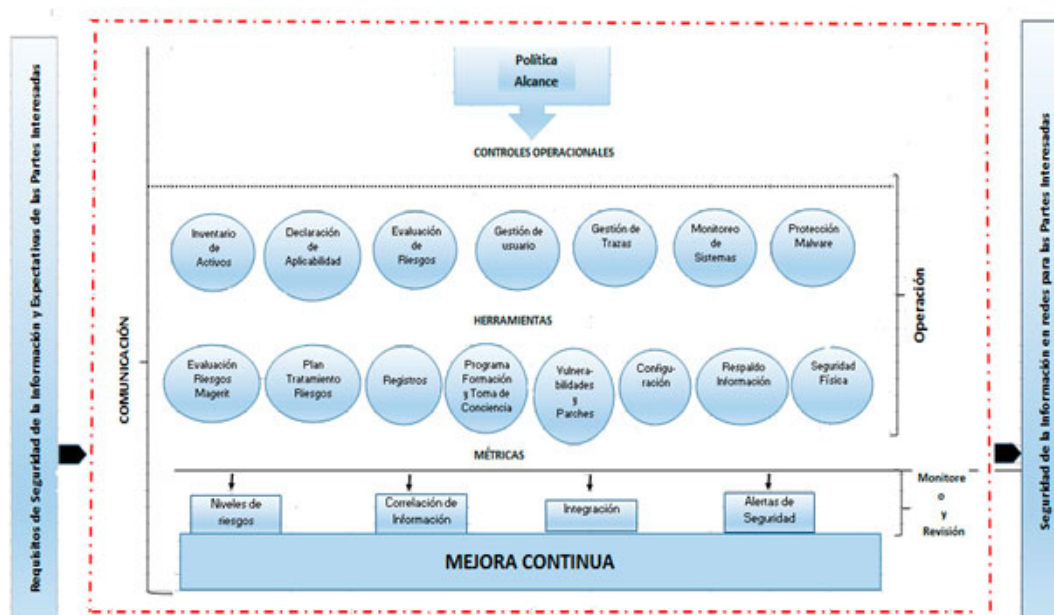 Requisitos de Seguridad de la Información y Expectativas de las Partes Interesadas
COMUNICACIÓN
Política
Alcance
CONTROLES OPERACIONALES
Inventario
de
Activos
Declaración
de
Aplicabilidad
Evaluación
de
Riesgos
Gestión
de usuario
Gestión de
Trazas
Monitoreo
de
Sistemas
Protección
Malware
HERRAMIENTAS
Evaluación
Riesgos
Magerit
Plan
Tratamiento
Riesgos
Registros
Programa
Formación
y Toma de
Conciencia
Vulnera-
bilidades
y
Parches
Configu-
ración
Respaldo
Información
Seguridad
Física
Operación
MÉTRICAS
Niveles de
riesgos
Correlación de
Información
Integración
Alertas de
Seguridad
Monitore
o
y
Revisión
MEJORA CONTINUA
Seguridad de la Información en redes para las Partes Interesadas